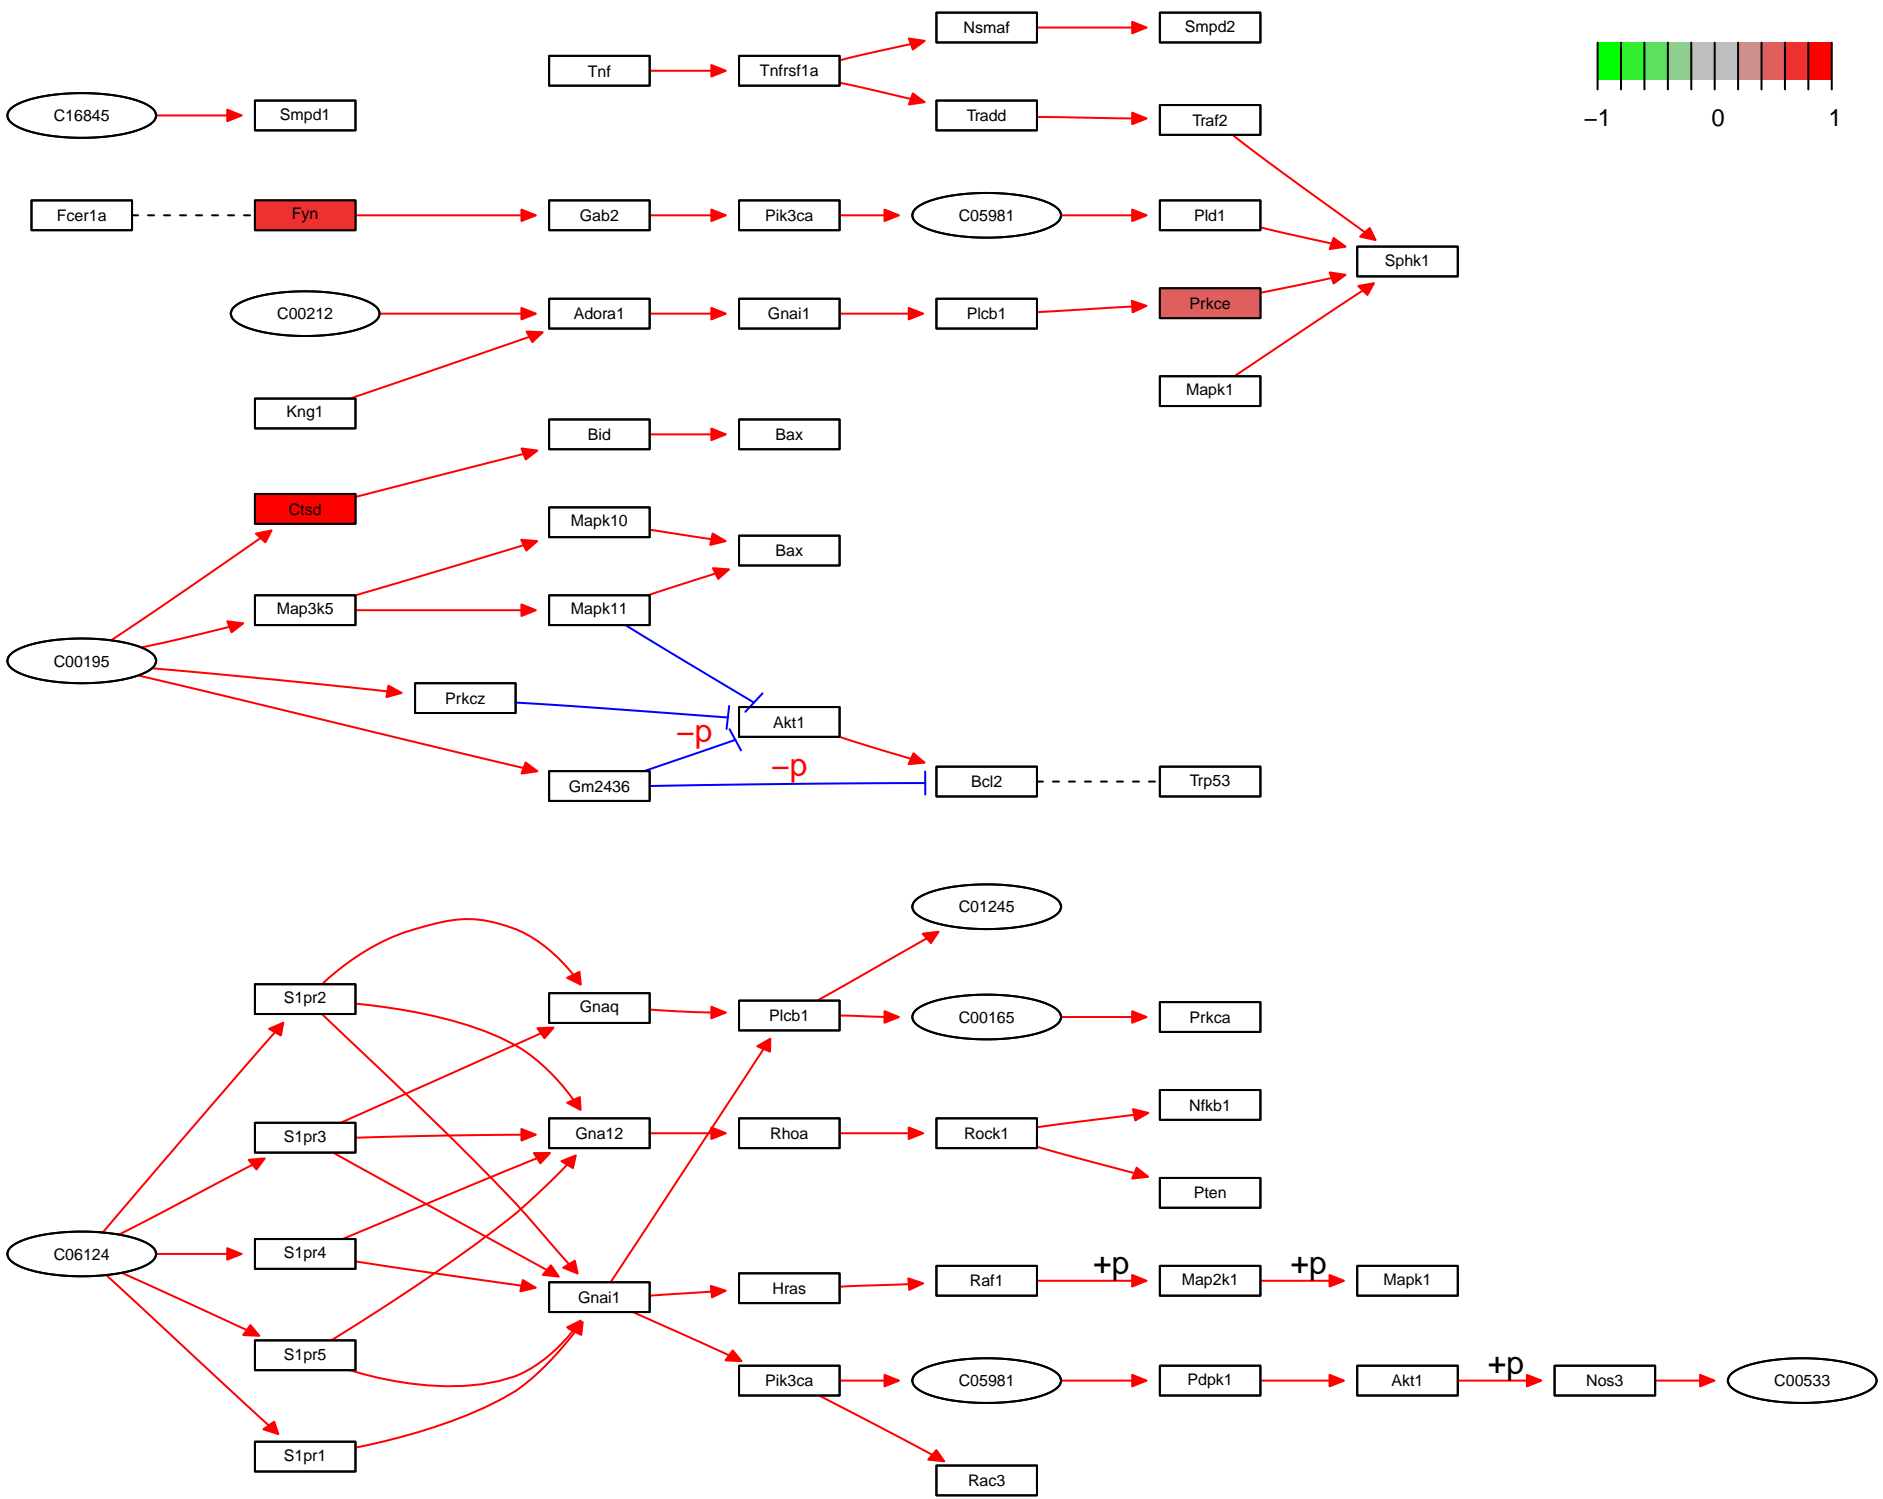 Nsmaf
Smpd2
Tnf
Tnfrsf1a
C16845
Smpd1
Tradd
Traf2
−1
0
1
Fcer1a
Fyn
Gab2
Pik3ca
C05981
Pld1
Sphk1
C00212
Adora1
Gnai1
Plcb1
Prkce
Kng1
Mapk1
Bid
Bax
Ctsd
Mapk10
Bax
Map3k5
Mapk11
C00195
Prkcz
Akt1
−p
−p
Gm2436
Bcl2
Trp53
C01245
S1pr2
Gnaq
Plcb1
C00165
Prkca
S1pr3
Gna12
Rhoa
Rock1
Nfkb1
Pten
C06124
S1pr4
Gnai1
Hras
Raf1
+p
Map2k1
+p
Mapk1
S1pr5
Pik3ca
C05981
Pdpk1
Akt1
+p
Nos3
C00533
S1pr1
Rac3